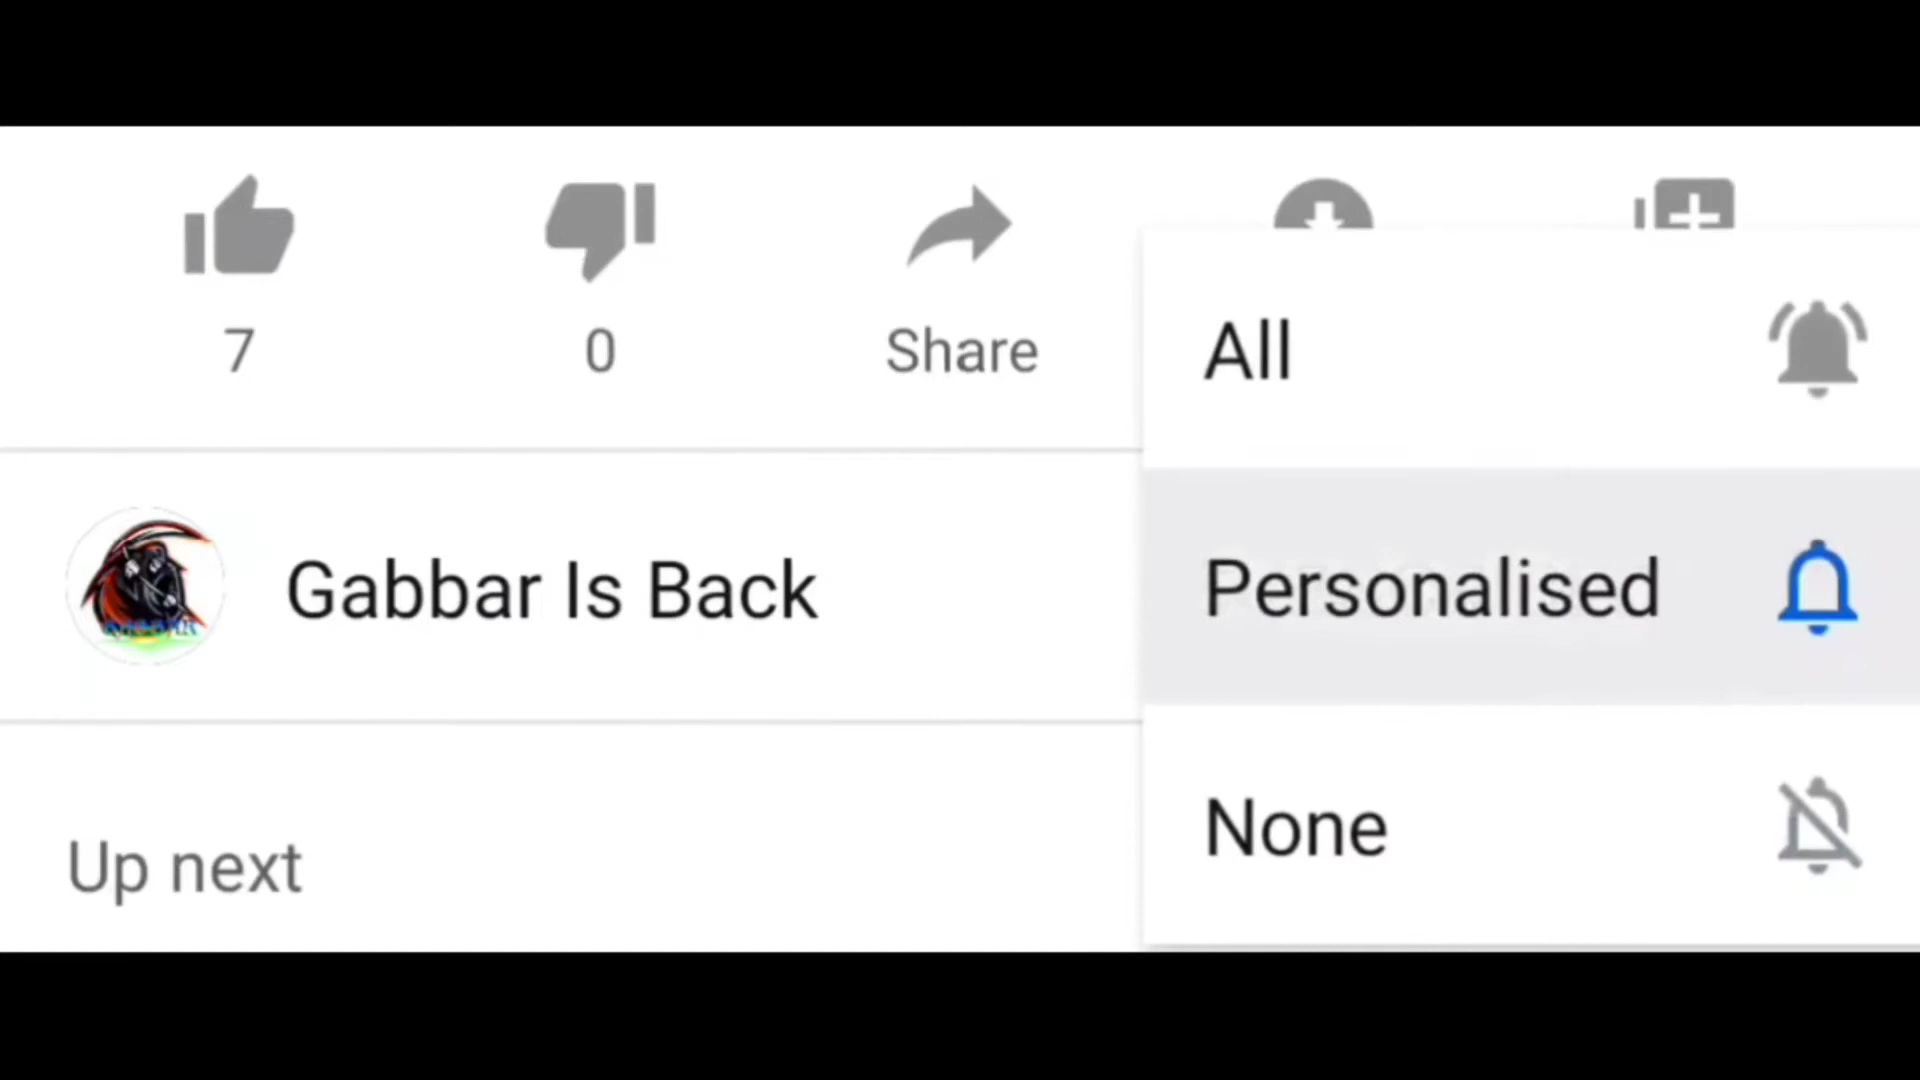 7
0
Share
All
Gabbar Is Back
Personalised
None
Up next